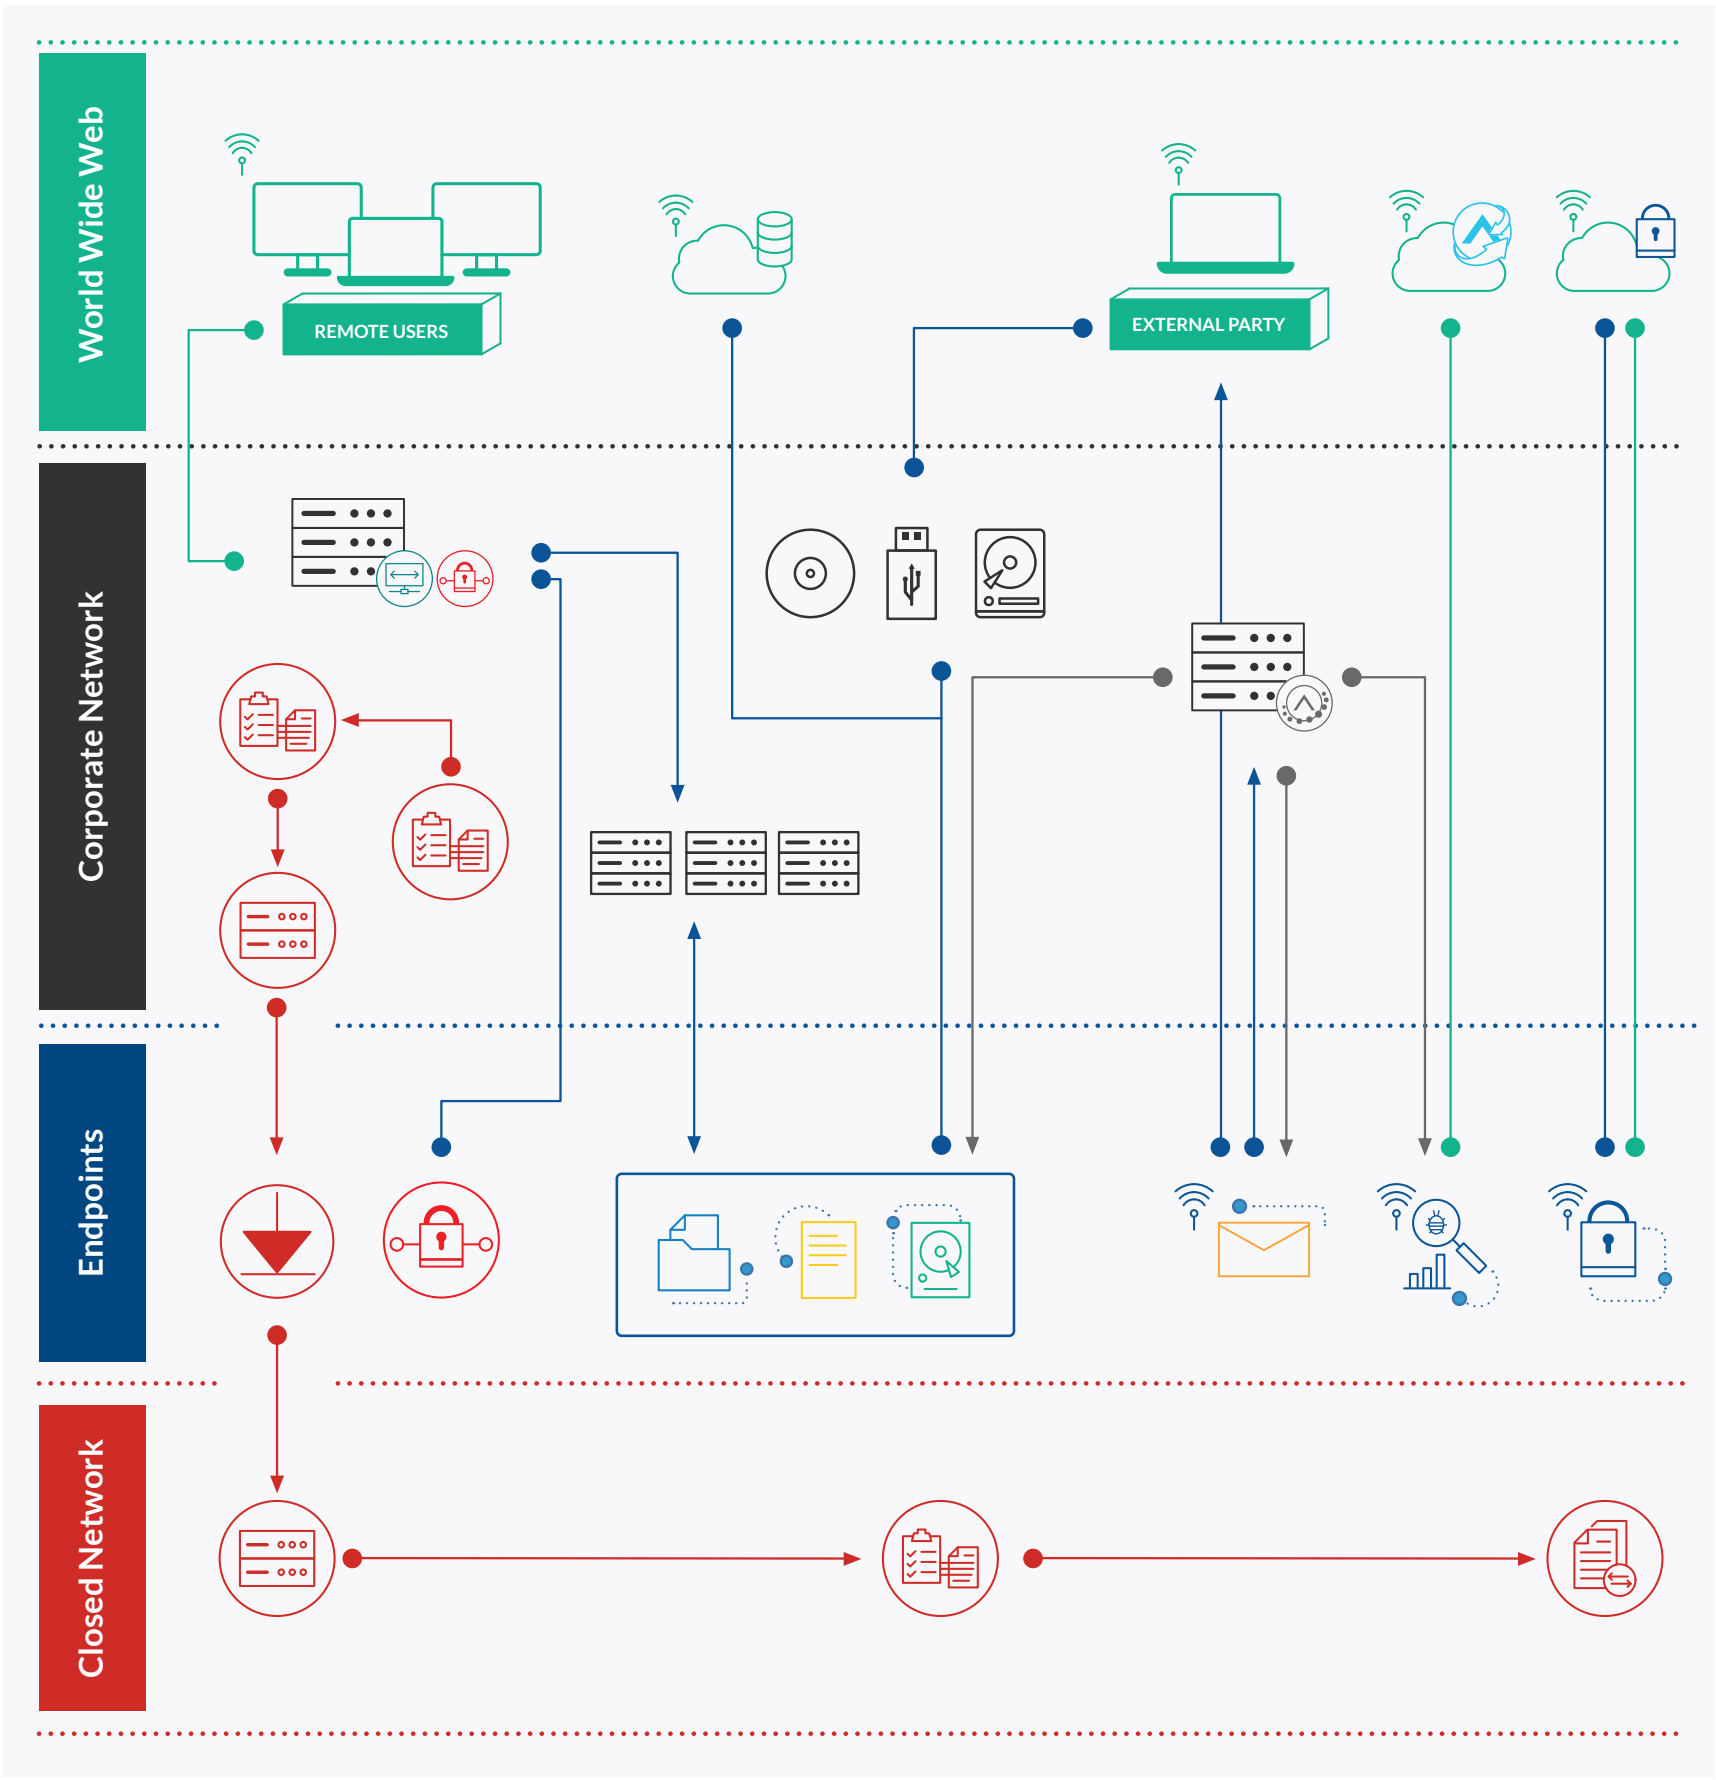 World Wide Web
REMOTE USERS
EXTERNAL PARTY
Corporate Network
Endpoints
Closed Network